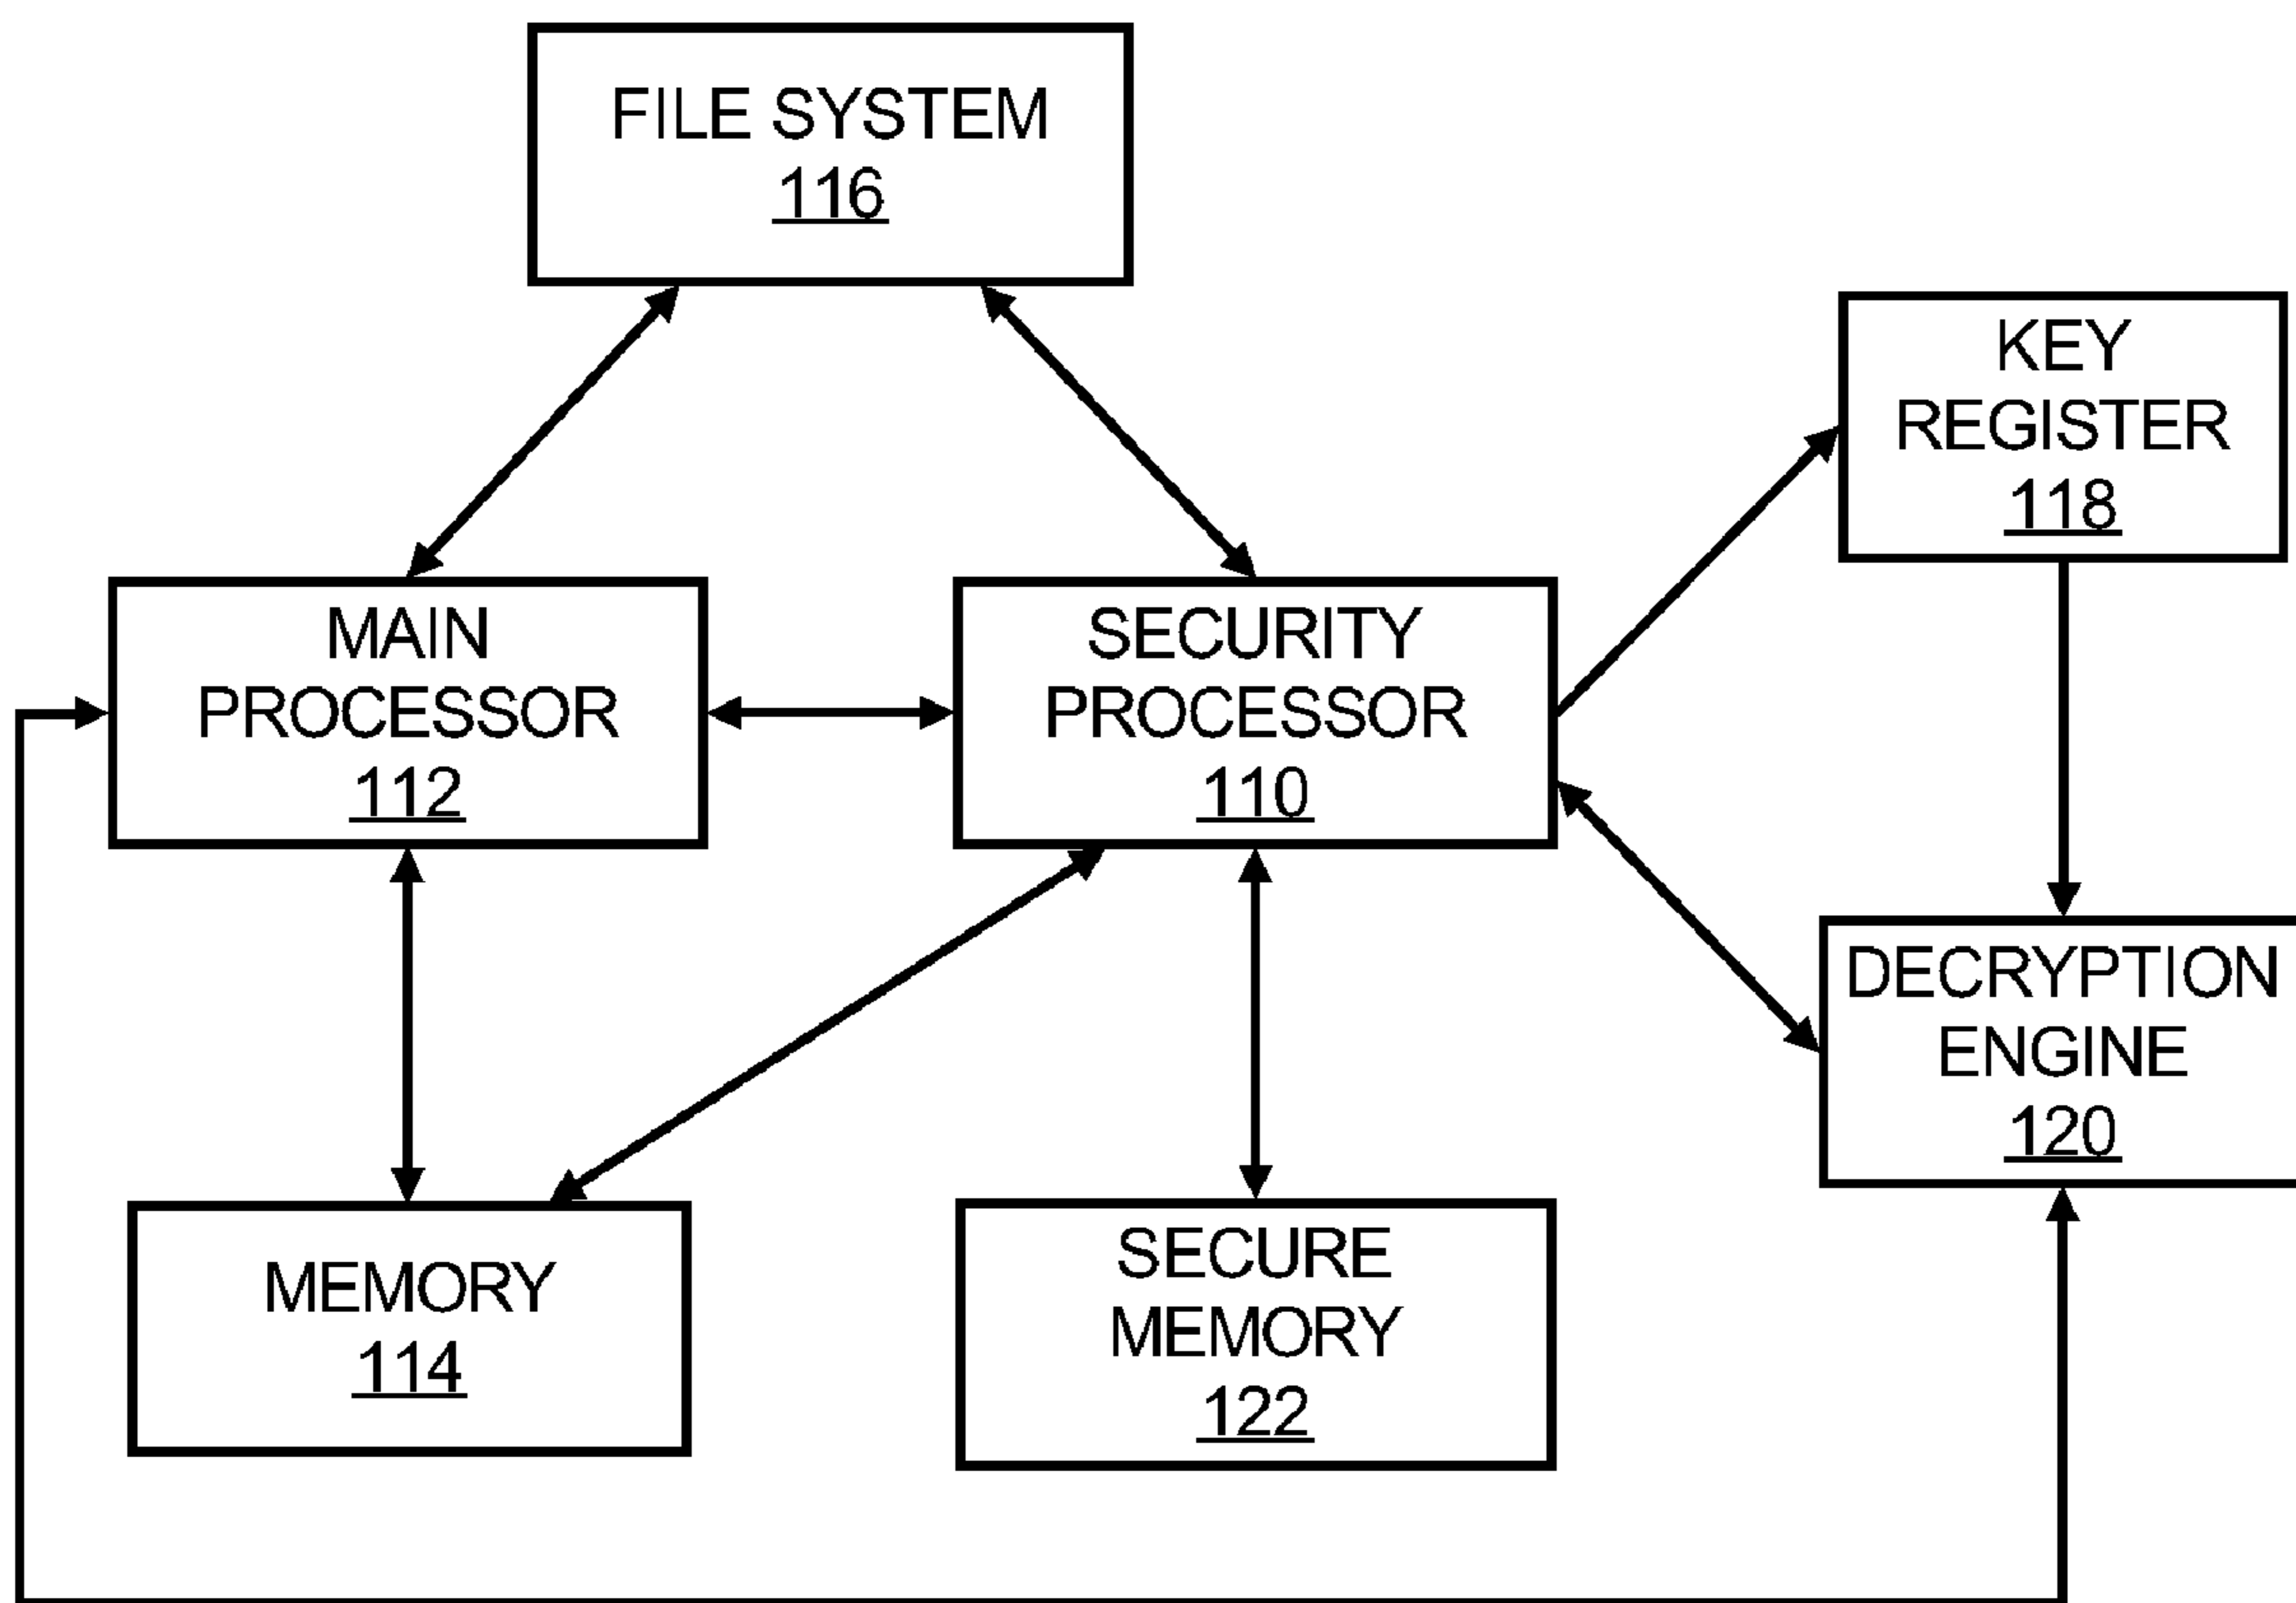 FILE SYSTEM
116
KEY
REGISTER
118
MAIN
PROCESSOR
112
SECURITY
PROCESSOR
110
DECRYPTION
ENGINE
120
MEMORY
114
SECURE
MEMORY
122